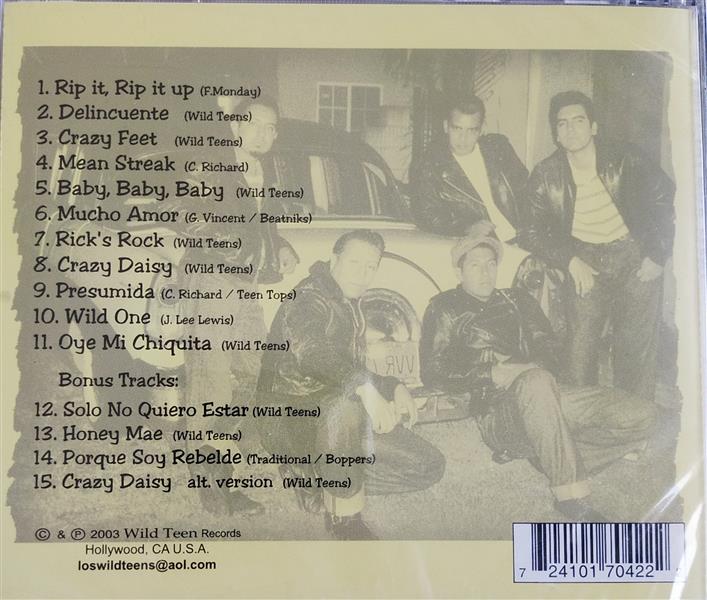 1. Rip it, Rip it up (F.Monday)
2. Delincuente (Wild Teens)
3. Crazy Feet (Wild Teens)
4. Mean Streak (C. Richard)
5. Baby, Baby, Baby (Wild Teens)
6. Mucho Amor (G. Vincent / Beatniks)
7. Rick's Rock (Wild Teens)
8. Crazy Daisy (Wild Teens)
9. Presumida (C. Richard / Teen Tops)
10. Wild One (J. Lee Lewis)
11. Oye Mi Chiquita (Wild Teens)
Bonus Tracks:
12. Solo No Quiero Estar (Wild Teens)
13. Honey Mae (Wild Teens)
14. Porque Soy Rebelde (Traditional / Boppers)
15. Crazy Daisy alt. version (Wild Teens)
© & ℗ 2003 Wild Teen Records
Hollywood, CA U.S.A.
loswildteens@aol.com
7 24101 70422 2